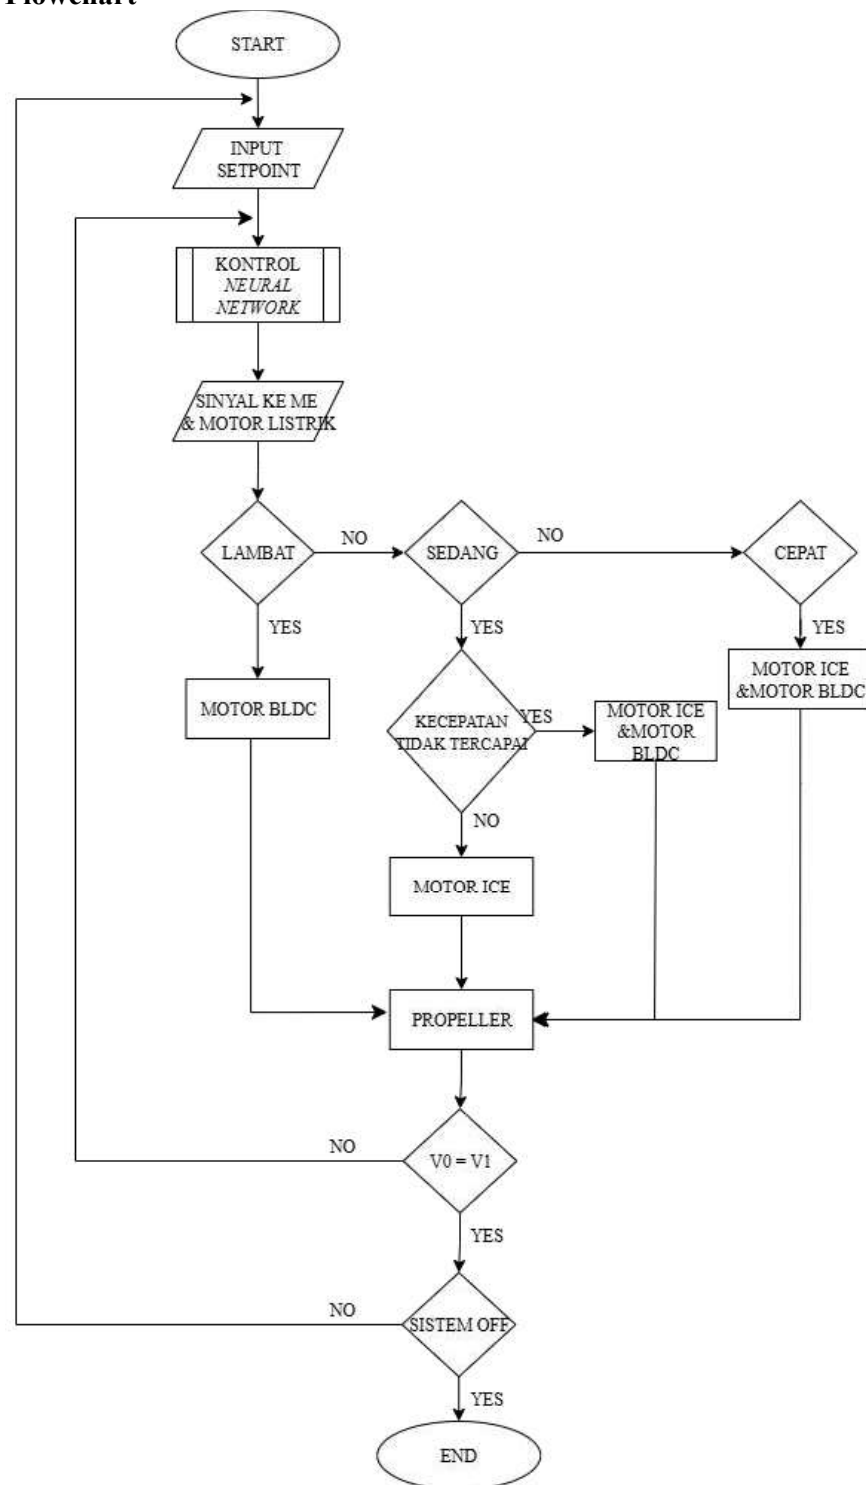 Flowchart
START
INPUT
SETPOINT
KONTROL
NEURAL
NETWORK
SINYAL KE ME
& MOTOR LISTRIK
LAMBAT
NO
SEDANG
NO
CEPAT
YES
YES
YES
MOTOR BLDC
KECEPATAN
TIDAK TERCAPAI
YES
MOTOR ICE
&MOTOR
BLDC
MOTOR ICE
&MOTOR BLDC
NO
MOTOR ICE
PROPELLER
NO
V0 = V1
YES
NO
SISTEM OFF
YES
END